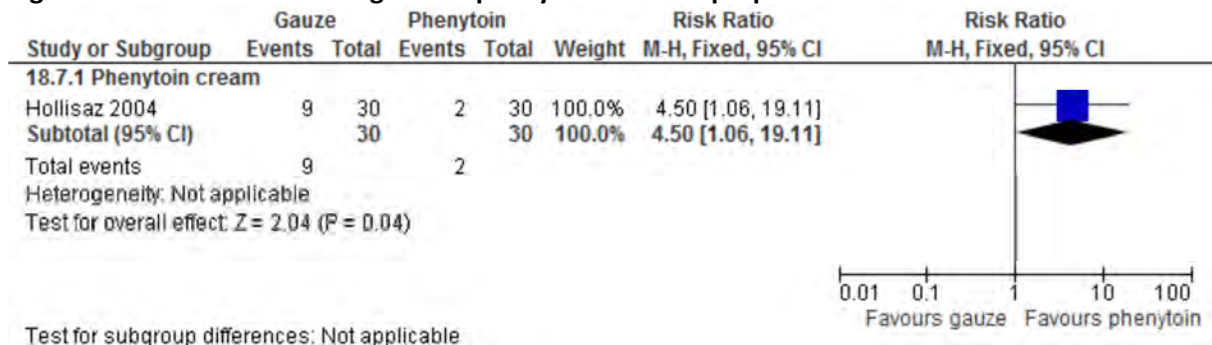 Gauze Phenytoin Risk Ratio Risk Ratio
Study or Subgroup Events Total Events Total Weight M-H, Fixed, 95% CI M-H, Fixed, 95% CI
18.7.1 Phenytoin cream
Hollisaz 2004 9 30 2 30 100.0% 4.50 [1.06, 19.11]
Subtotal (95% CI) 30 30 100.0% 4.50 [1.06, 19.11]
Total events 9 2
Heterogeneity: Not applicable
Test for overall effect: Z = 2.04 (P = 0.04)
0.01 0.1 1 10 100
Favours gauze Favours phenytoin
Test for subgroup differences: Not applicable